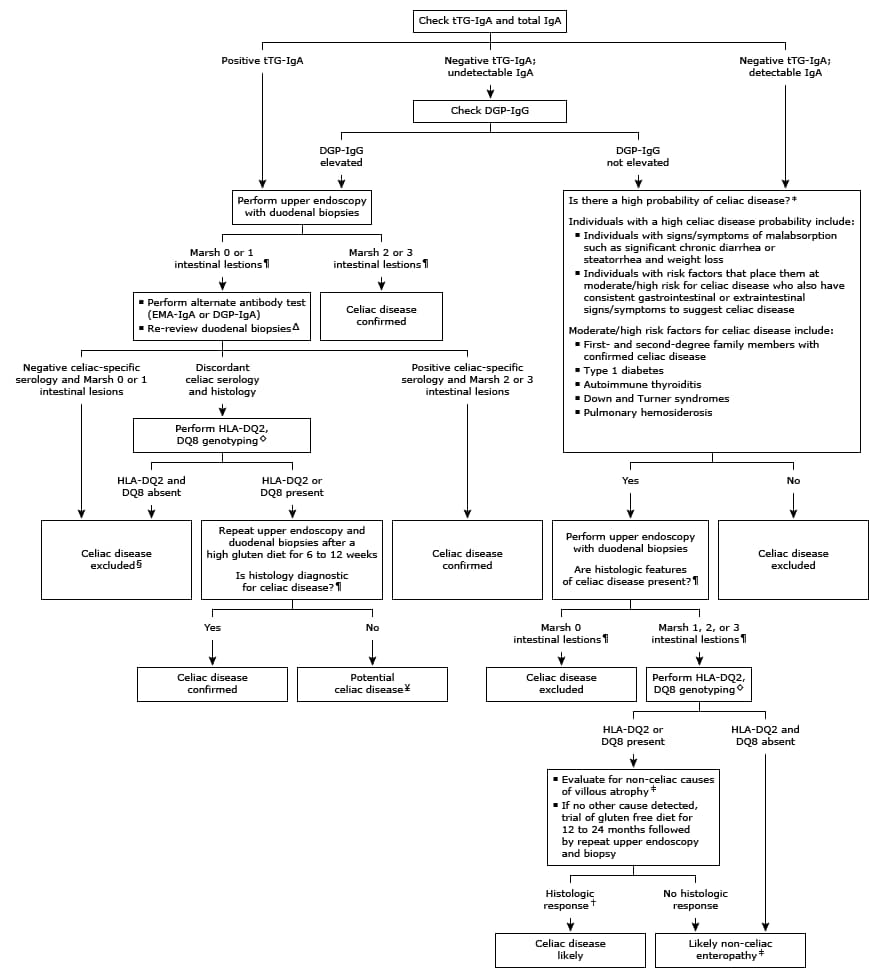 Check tTG-IgA and total IgA
Positive tTG-IgA
Negative tTG-IgA;
undetectable IgA
Negative tTG-IgA;
detectable IgA
Check DGP-IgG
DGP-IgG
elevated
DGP-IgG
not elevated
Perform upper endoscopy
with duodenal biopsies
Is there a high probability of celiac disease?*
Individuals with a high celiac disease probability include:
▪ Individuals with signs/symptoms of malabsorption
such as significant chronic diarrhea or
steatorrhea and weight loss
▪ Individuals with risk factors that place them at
moderate/high risk for celiac disease who also have
consistent gastrointestinal or extraintestinal
signs/symptoms to suggest celiac disease
Moderate/high risk factors for celiac disease include:
▪ First- and second-degree family members with
confirmed celiac disease
▪ Type 1 diabetes
▪ Autoimmune thyroiditis
▪ Down and Turner syndromes
▪ Pulmonary hemosiderosis
Marsh 0 or 1
intestinal lesions¶
Marsh 2 or 3
intestinal lesions¶
▪ Perform alternate antibody test
(EMA-IgA or DGP-IgA)
▪ Re-review duodenal biopsiesΔ
Celiac disease
confirmed
Negative celiac-specific
serology and Marsh 0 or 1
intestinal lesions
Discordant
celiac serology
and histology
Positive celiac-specific
serology and Marsh 2 or 3
intestinal lesions
Perform HLA-DQ2,
DQ8 genotyping◇
HLA-DQ2 and
DQ8 absent
HLA-DQ2 or
DQ8 present
Yes
No
Celiac disease
excluded§
Repeat upper endoscopy and
duodenal biopsies after a
high gluten diet for 6 to 12 weeks
Is histology diagnostic
for celiac disease?¶
Celiac disease
confirmed
Perform upper endoscopy
with duodenal biopsies
Are histologic features
of celiac disease present?¶
Celiac disease
excluded
Yes
No
Marsh 0
intestinal lesions¶
Marsh 1, 2, or 3
intestinal lesions¶
Celiac disease
confirmed
Potential
celiac disease¥
Celiac disease
excluded
Perform HLA-DQ2,
DQ8 genotyping◇
HLA-DQ2 or
DQ8 present
HLA-DQ2 and
DQ8 absent
▪ Evaluate for non-celiac causes
of villous atrophy‡
▪ If no other cause detected,
trial of gluten free diet for
12 to 24 months followed
by repeat upper endoscopy
and biopsy
Histologic
response†
No histologic
response
Celiac disease
likely
Likely non-celiac
enteropathy‡